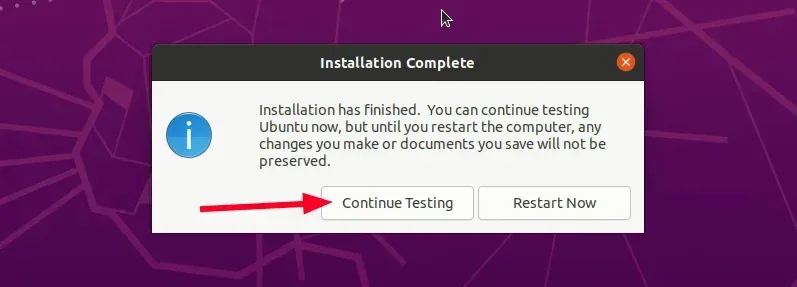 Installation Complete
Installation has finished. You can continue testing
Ubuntu now, but until you restart the computer, any
changes you make or documents you save will not be
preserved.
Continue Testing
Restart Now